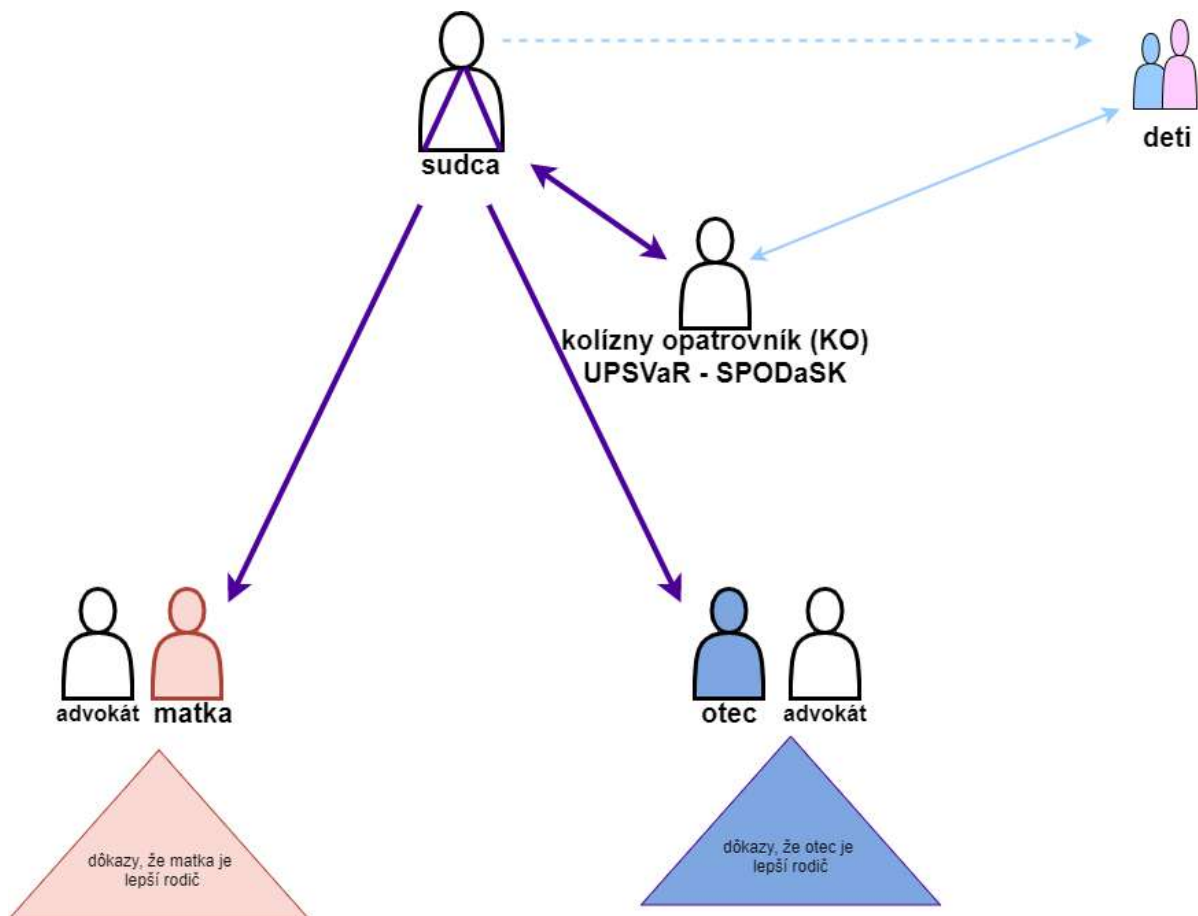 sudca
deti
kolízny opatrovník (KO)
UPSVaR - SPODaSK
advokát
matka
otec
advokát
dôkazy, že matka je
lepší rodič
dôkazy, že otec je
lepší rodič